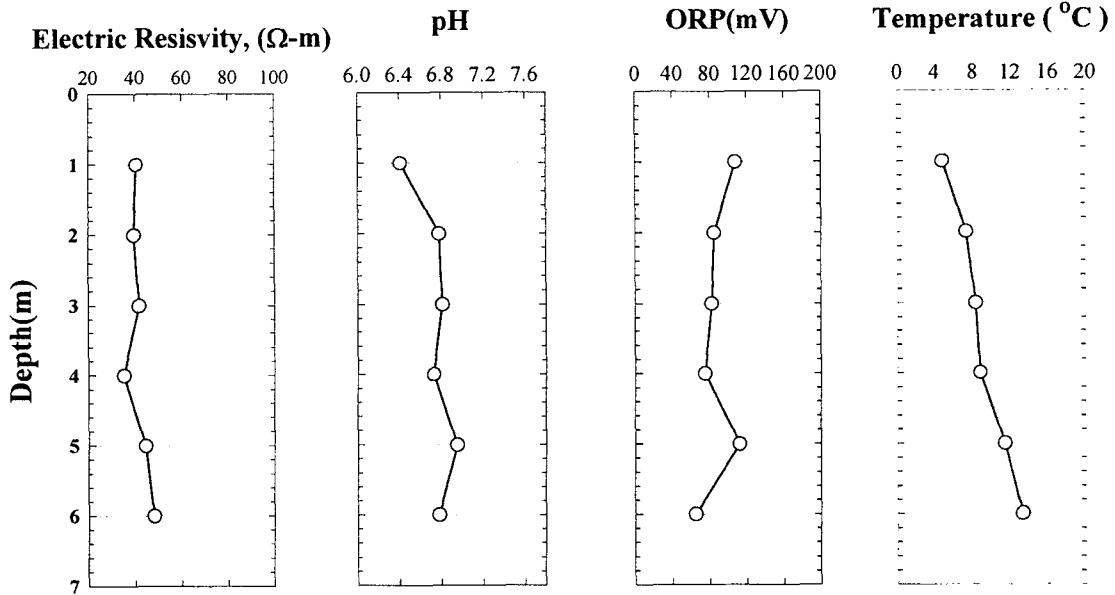 Electric Resisvity, (Ω-m)
pH
ORP(mV)
Temperature ( °C )
20 40 60 80 100
6.0 6.4 6.8 7.2 7.6
0 40 80 120 160 200
0 4 8 12 16 20
Depth(m)
0
1
2
3
4
5
6
7